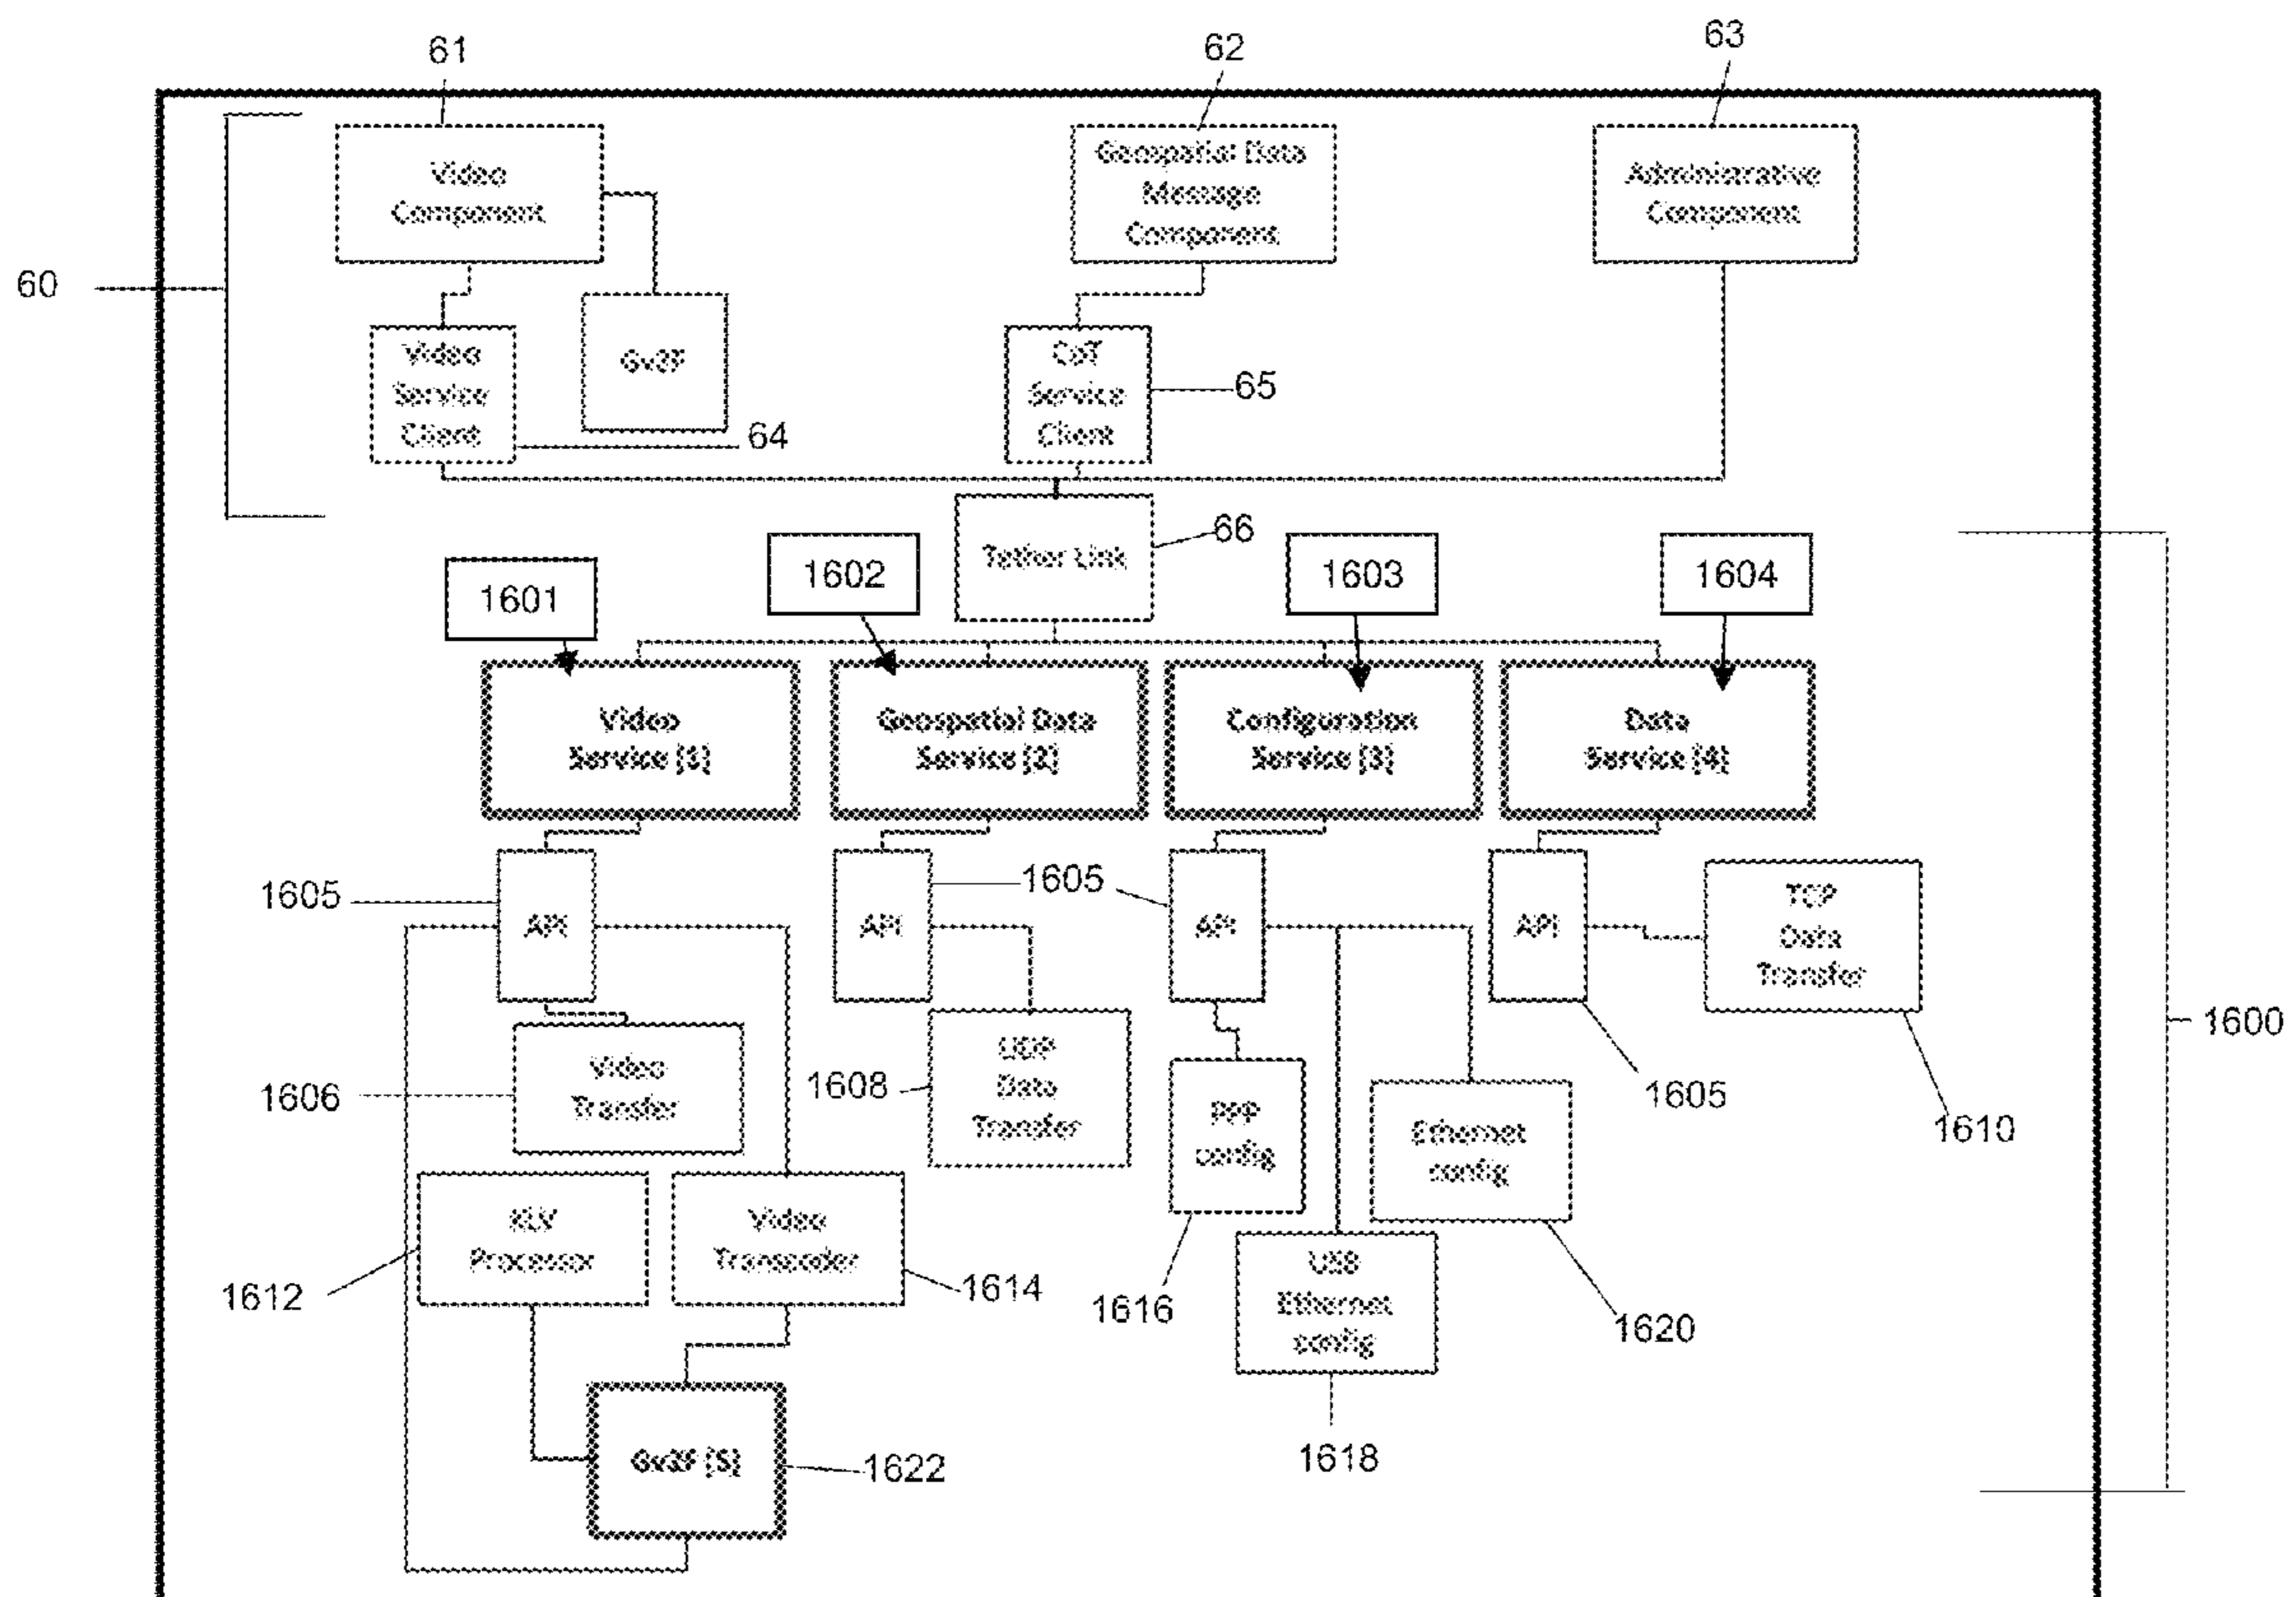 61
62
63
Video
Component
Geospatial Data
Message
Component
Administrative
Component
60
Video
Service
Client
Gv2F
CoT
Service
Client
65
64
66
Tether Link
1601
1602
1603
1604
Video
Service [1]
Geospatial Data
Service [2]
Configuration
Service [3]
Data
Service [4]
1605
API
API
1605
API
API
TCP
Data
Transfer
1600
1606
Video
Transfer
1608
UDP
Data
Transfer
PPP
config
Ethernet
config
1605
1610
KLV
Processor
Video
Transcoder
1612
1614
1616
USB
Ethernet
config
1620
Gv2F [5]
1622
1618